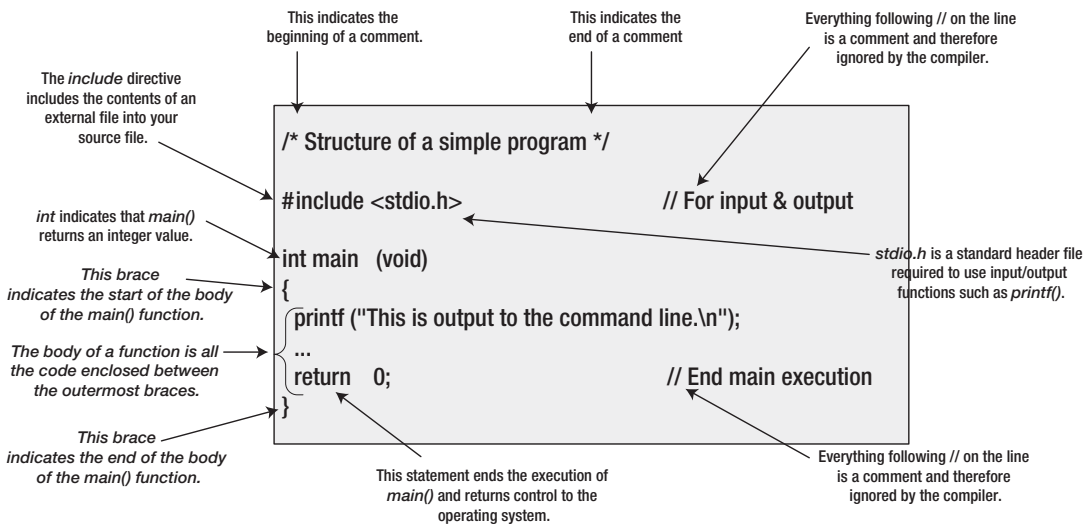 This indicates the
beginning of a comment.
This indicates the
end of a comment
Everything following // on the line
is a comment and therefore
ignored by the compiler.
The include directive
includes the contents of an
external file into your
source file.
/* Structure of a simple program */
#include <stdio.h> // For input & output
int indicates that main()
returns an integer value.
int main (void)
stdio.h is a standard header file
required to use input/output
functions such as printf().
This brace
indicates the start of the body
of the main() function.
{
printf ("This is output to the command line.\n");
The body of a function is all
the code enclosed between
the outermost braces.
...
return 0; // End main execution
}
This brace
indicates the end of the body
of the main() function.
This statement ends the execution of
main() and returns control to the
operating system.
Everything following // on the line
is a comment and therefore
ignored by the compiler.